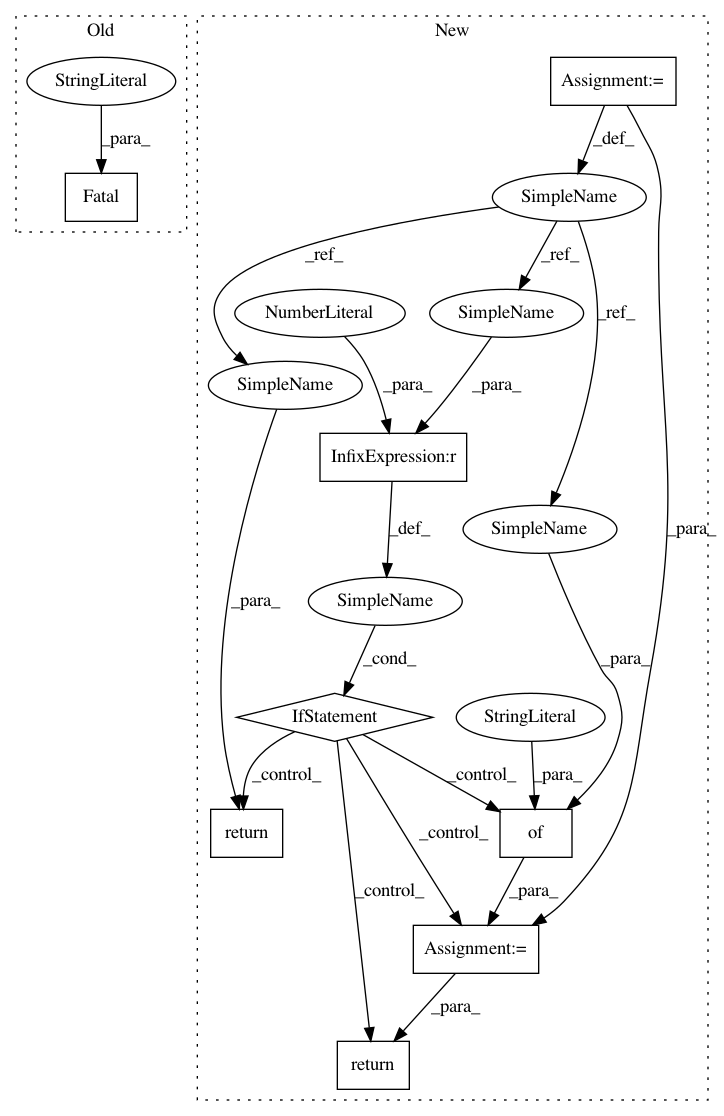 Old
New
StringLiteral
Assignment:=
_para_
_def_
Fatal
SimpleName
_ref_
_ref_
_ref_
NumberLiteral
SimpleName
SimpleName
_para_
_para_
InfixExpression:r
SimpleName
_def_
_para_
SimpleName
_para_
_cond_
_para_
IfStatement
StringLiteral
_control_
_control_
_para_
return
of
_control_
_control_
_para_
Assignment:=
_para_
return